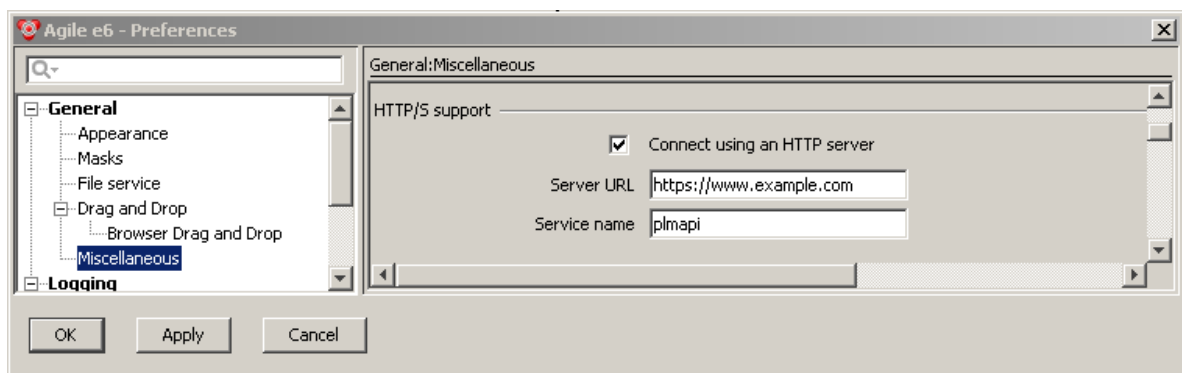 Agile e6 - Preferences
General:Miscellaneous
General
Appearance
Masks
File service
Drag and Drop
Browser Drag and Drop
Miscellaneous
Logging
HTTP/S support
Connect using an HTTP server
Server URL https://www.example.com
Service name plmapi
OK Apply Cancel